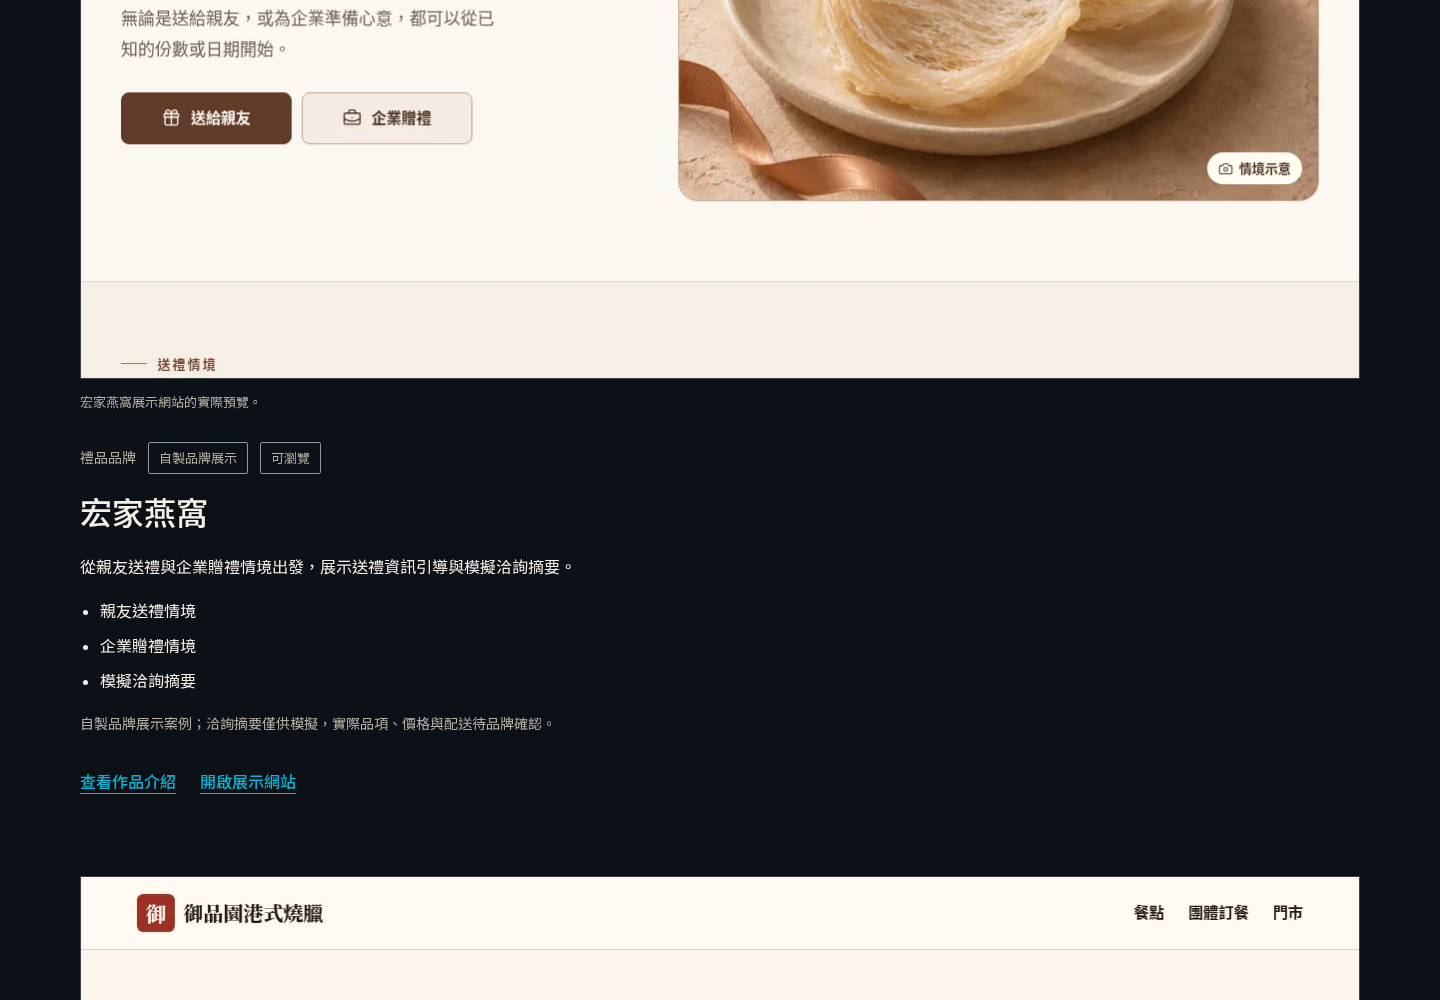 無論是送給親友，或為企業準備心意，都可以從已
知的份數或日期開始。
送給親友
企業贈禮
情境示意
送禮情境
宏家燕窩展示網站的實際預覽。
禮品品牌
自製品牌展示
可瀏覽
宏家燕窩
從親友送禮與企業贈禮情境出發，展示送禮資訊引導與模擬洽詢摘要。
親友送禮情境
企業贈禮情境
模擬洽詢摘要
自製品牌展示案例；洽詢摘要僅供模擬，實際品項、價格與配送待品牌確認。
查看作品介紹
開啟展示網站
御
御品園港式燒臘
餐點
團體訂餐
門市